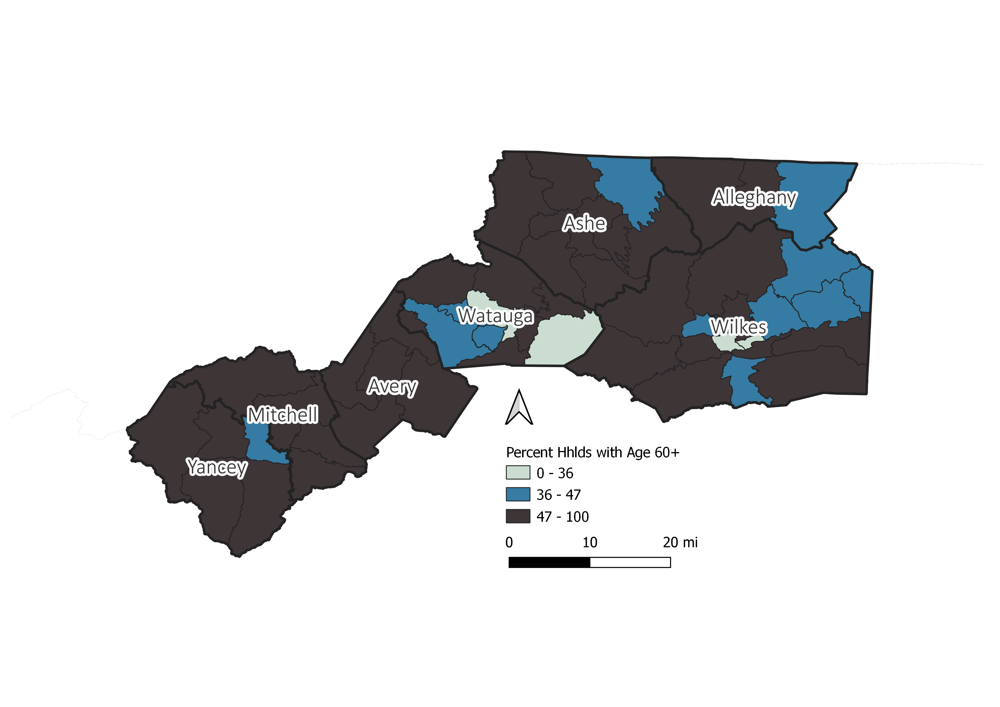 Alleghany
Ashe
Watauga
Wilkes
Avery
Mitchell
Yancey
Percent Hhlds with Age 60+
0 - 36
36 - 47
47 - 100
0 10 20 mi